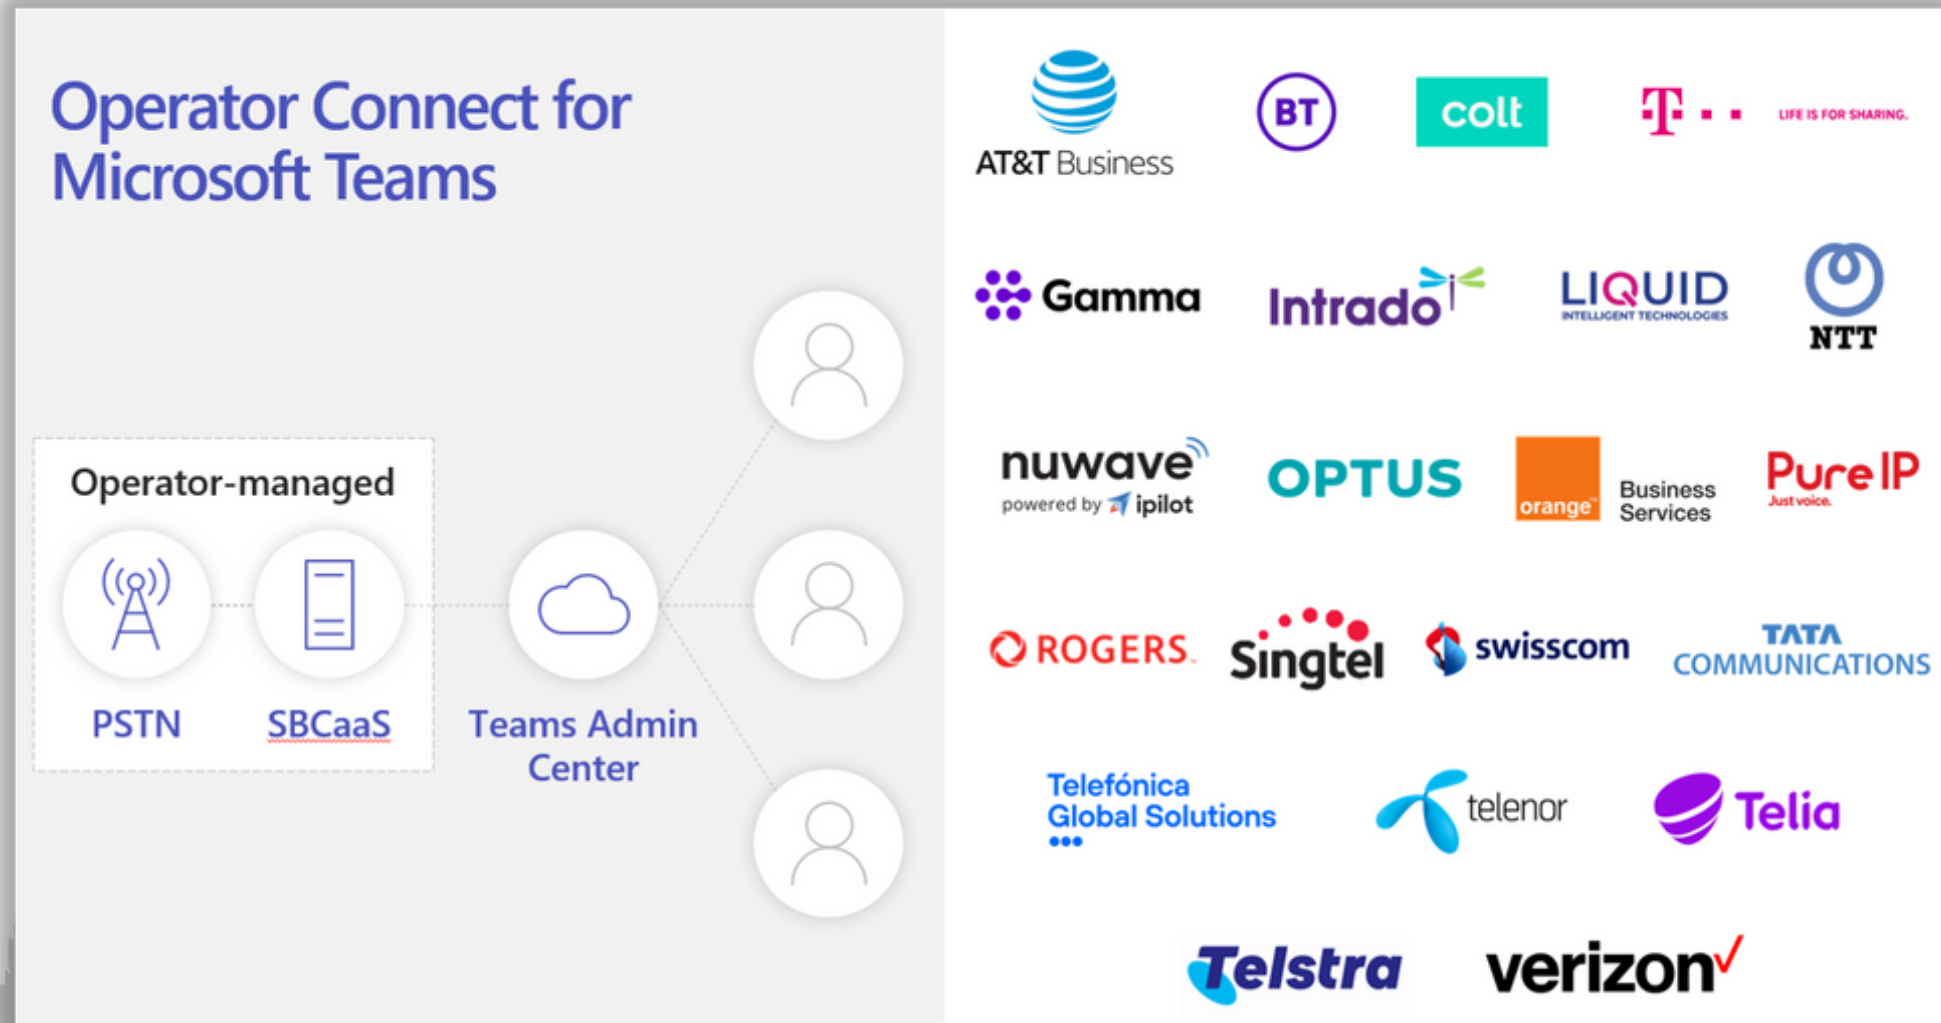 Operator Connect for
Microsoft Teams
Operator-managed
PSTN
SBCaaS
Teams Admin
Center
AT&T Business
BT
colt
T
LIFE IS FOR SHARING.
Gamma
Intrado
LIQUID
INTELLIGENT TECHNOLOGIES
NTT
nuwave
powered by ipilot
OPTUS
orange™
Business
Services
Pure IP
Just voice.
ROGERS™
Singtel
swisscom
TATA
COMMUNICATIONS
Telefónica
Global Solutions
telenor
Telia
Telstra
verizon